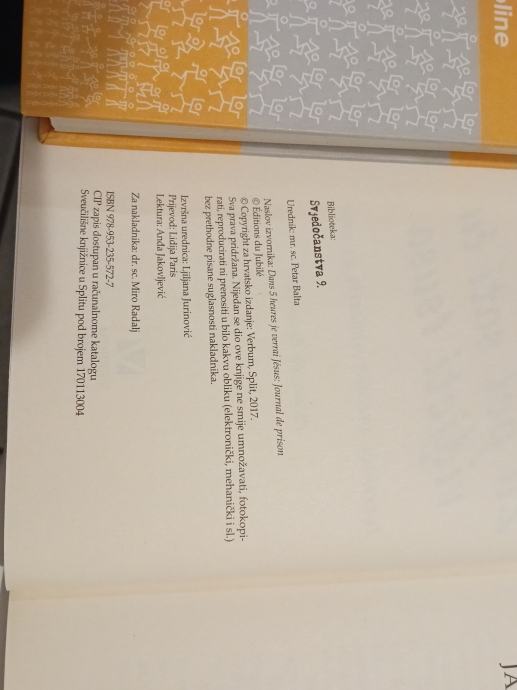 Biblioteka:
Svjedočanstva 9.
Urednik: mr. sc. Petar Balta
Naslov izvornika: Dans 5 heures je verrai Jésus: Journal de prison
© Éditions du Jubilé
© Copyright za hrvatsko izdanje: Verbum, Split, 2017.
Sva prava pridržana. Nijedan se dio ove knjige ne smije umnožavati, fotokopi-
rati, reproducirati ni prenositi u bilo kakvu obliku (elektronički, mehanički i sl.)
bez prethodne pisane suglasnosti nakladnika.
Izvršna urednica: Ljiljana Jurinović
Prijevod: Lidija Paris
Lektura: Anđa Jakovljević
Za nakladnika: dr. sc. Miro Radalj
ISBN 978-953-235-572-7
CIP zapis dostupan u računalnome katalogu
Sveučilišne knjižnice u Splitu pod brojem 170113004